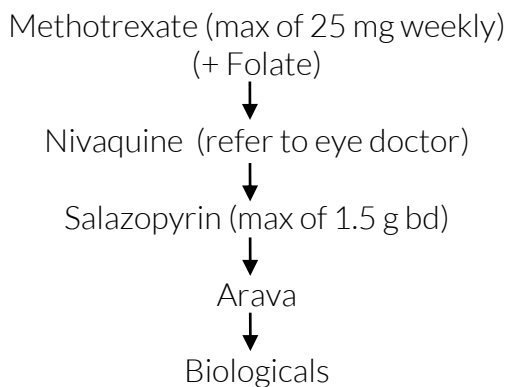 Methotrexate (max of 25 mg weekly)
(+ Folate)
Nivaquine (refer to eye doctor)
Salazopyrin (max of 1.5 g bd)
Arava
Biologicals